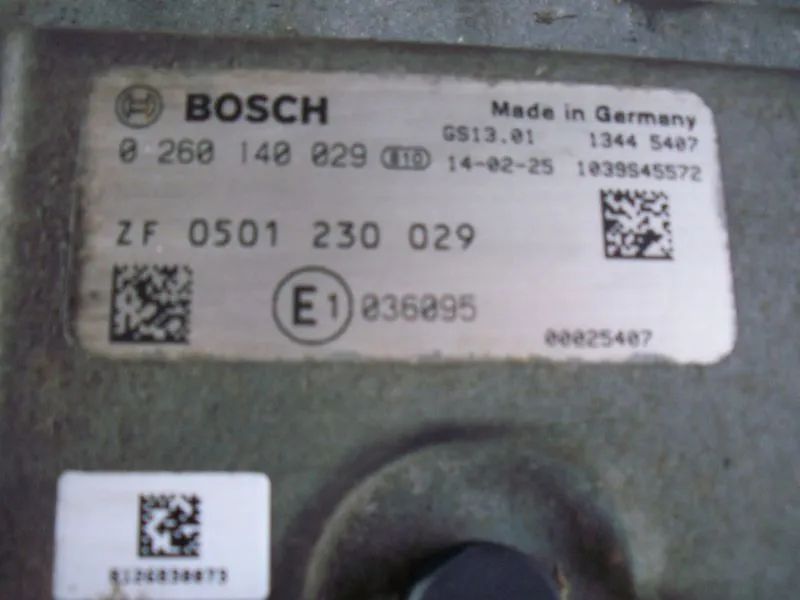 BOSCH Made in Germany
0 260 140 029 810 GS13.01 1344 5407
14-02-25 1039S45572
ZF 0501 230 029
E1 036095
00025407